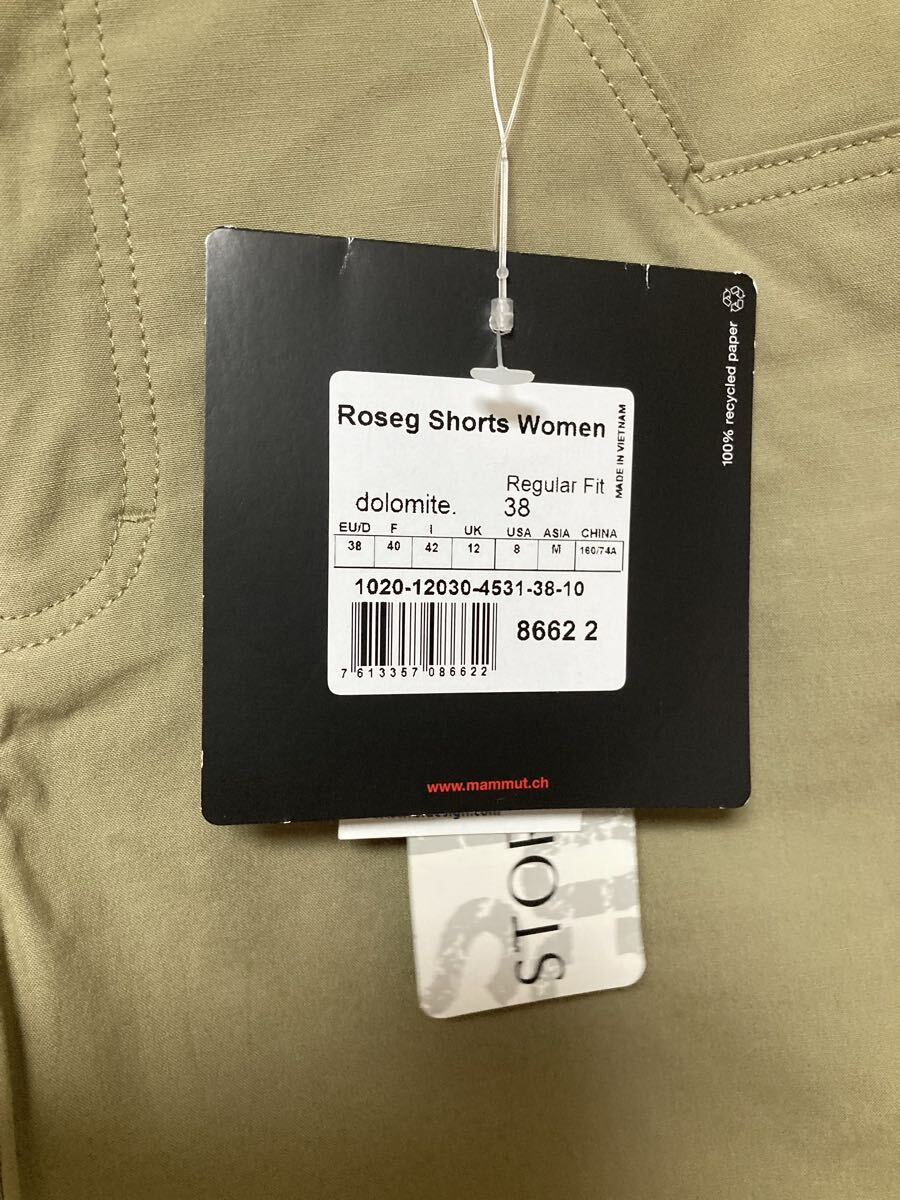 100% recycled paper
Roseg Shorts Women
MADE IN VIETNAM
Regular Fit
dolomite. 38
EU/D F I UK USA ASIA CHINA
38 40 42 12 8 M 160/74A
1020-12030-4531-38-10
8662 2
7 613357 086622
www.mammut.ch